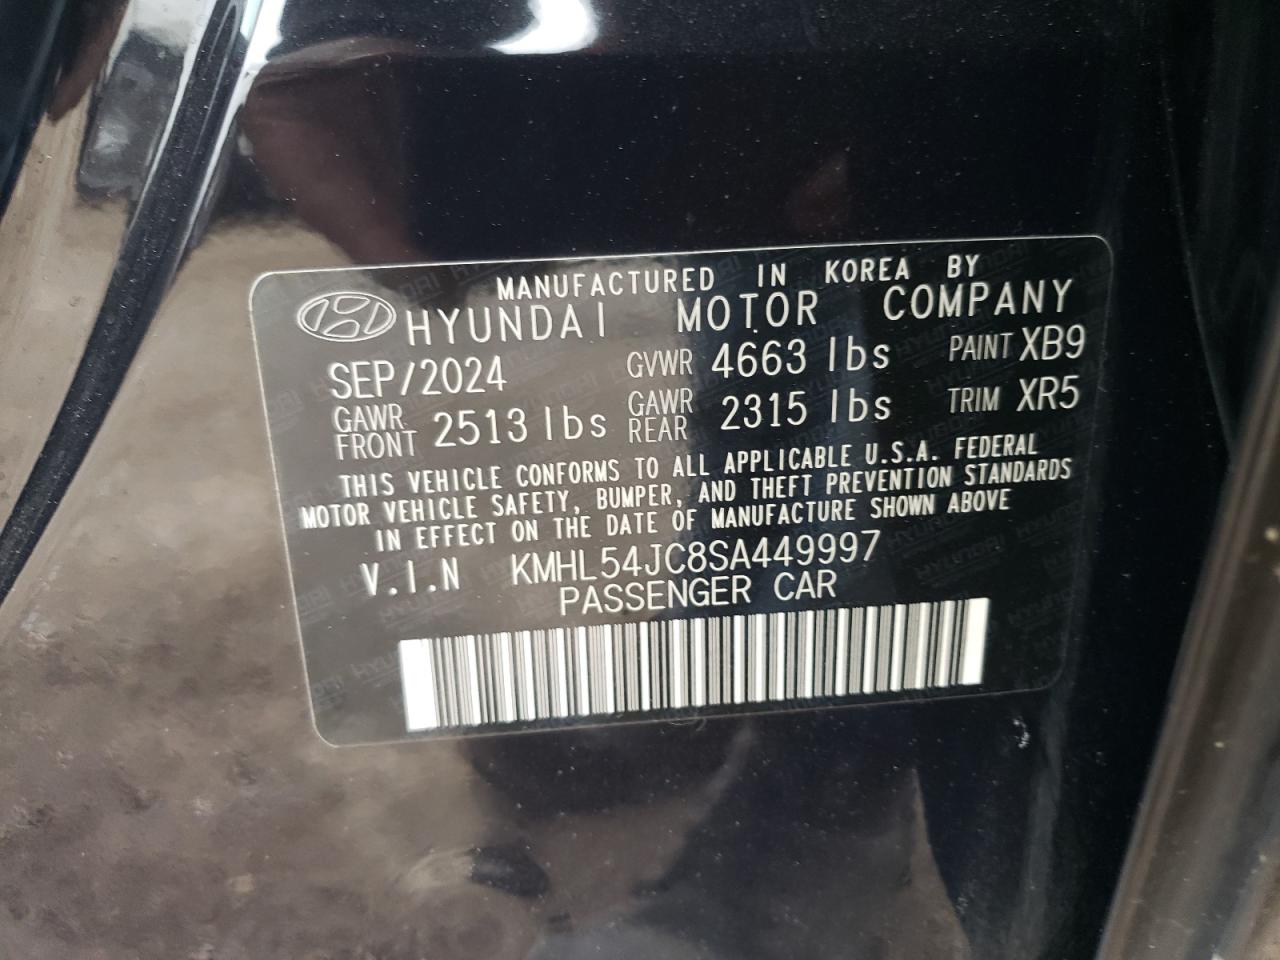 MANUFACTURED IN KOREA BY
HYUNDAI MOTOR COMPANY
SEP/2024 GVWR 4663 lbs PAINT XB9
GAWR FRONT 2513 lbs GAWR REAR 2315 lbs TRIM XR5
THIS VEHICLE CONFORMS TO ALL APPLICABLE U.S.A. FEDERAL
MOTOR VEHICLE SAFETY, BUMPER, AND THEFT PREVENTION STANDARDS
IN EFFECT ON THE DATE OF MANUFACTURE SHOWN ABOVE
V.I.N KMHL54JC8SA449997
PASSENGER CAR